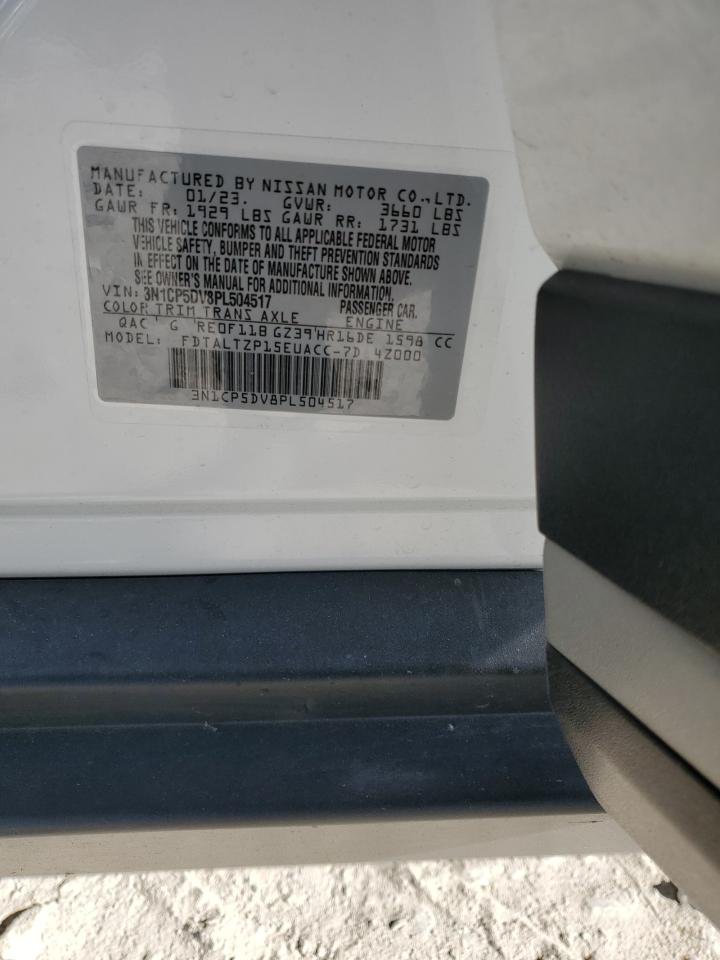 MANUFACTURED BY NISSAN MOTOR CO., LTD.
DATE: 01/23. GVWR: 3660 LBS
GAWR FR: 1929 LBS GAWR RR: 1731 LBS
THIS VEHICLE CONFORMS TO ALL APPLICABLE FEDERAL MOTOR
VEHICLE SAFETY, BUMPER AND THEFT PREVENTION STANDARDS
IN EFFECT ON THE DATE OF MANUFACTURE SHOWN ABOVE.
SEE OWNER'S MANUAL FOR ADDITIONAL INFORMATION.
VIN: 3N1CP5DV8PL504517 PASSENGER CAR.
COLOR TRIM TRANS AXLE ENGINE
QAC G RE0F11B GZ39 HR16DE 1598 CC
MODEL: FDTALTZP15EUACC-7D 4Z000
3N1CP5DV8PL504517